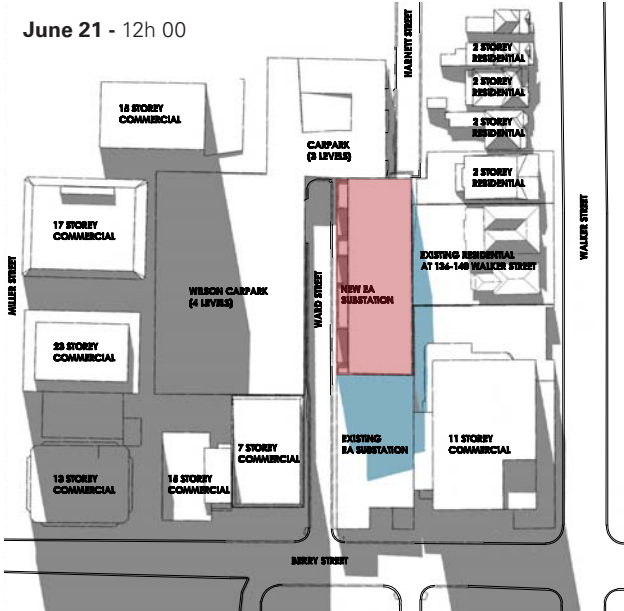 June 21 - 12h 00
HARNETT STREET
2 STOREY
RESIDENTIAL
2 STOREY
RESIDENTIAL
2 STOREY
RESIDENTIAL
2 STOREY
RESIDENTIAL
15 STOREY
COMMERCIAL
CARPARK
(3 LEVELS)
17 STOREY
COMMERCIAL
MILLER STREET
WALKER STREET
EXISTING RESIDENTIAL
AT 136-140 WALKER STREET
WILSON CARPARK
(4 LEVELS)
WARD STREET
NEW EA
SUBSTATION
23 STOREY
COMMERCIAL
7 STOREY
COMMERCIAL
EXISTING
EA SUBSTATION
11 STOREY
COMMERCIAL
13 STOREY
COMMERCIAL
15 STOREY
COMMERCIAL
BERRY STREET